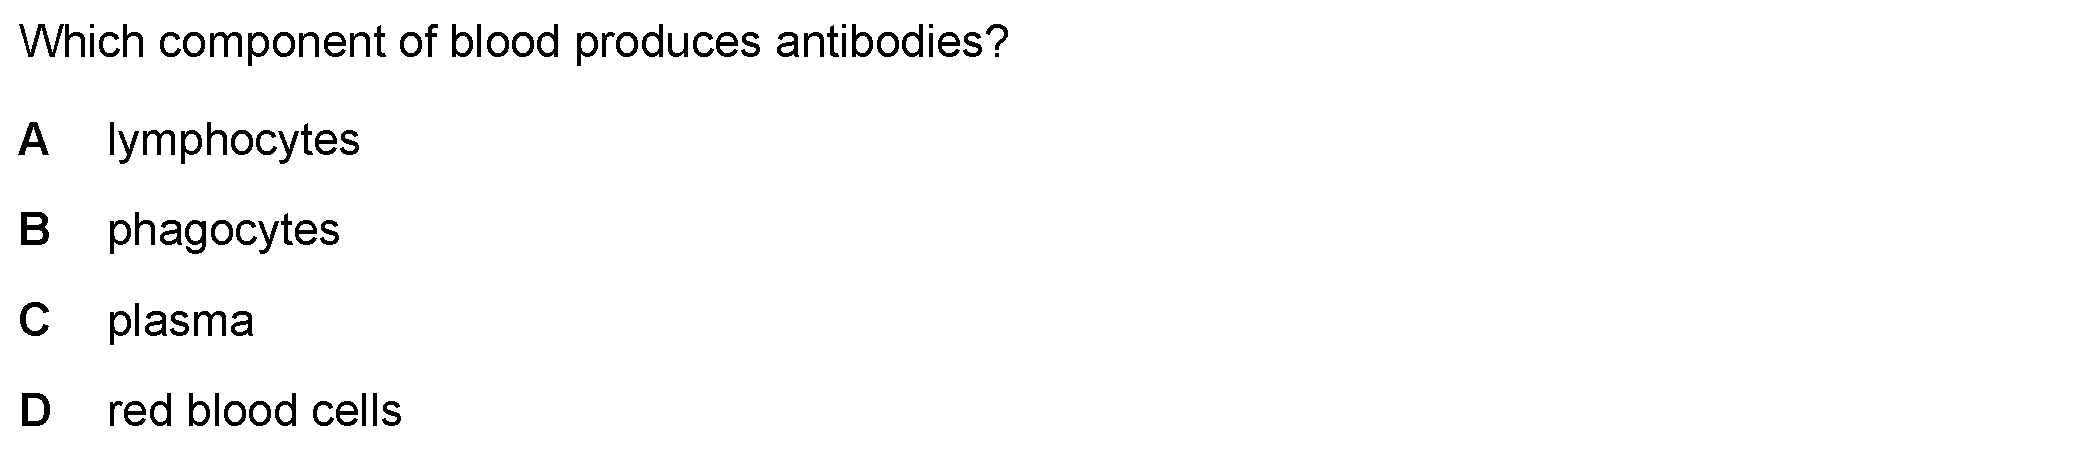 Which component of blood produces antibodies?
A lymphocytes
B phagocytes
C plasma
D red blood cells